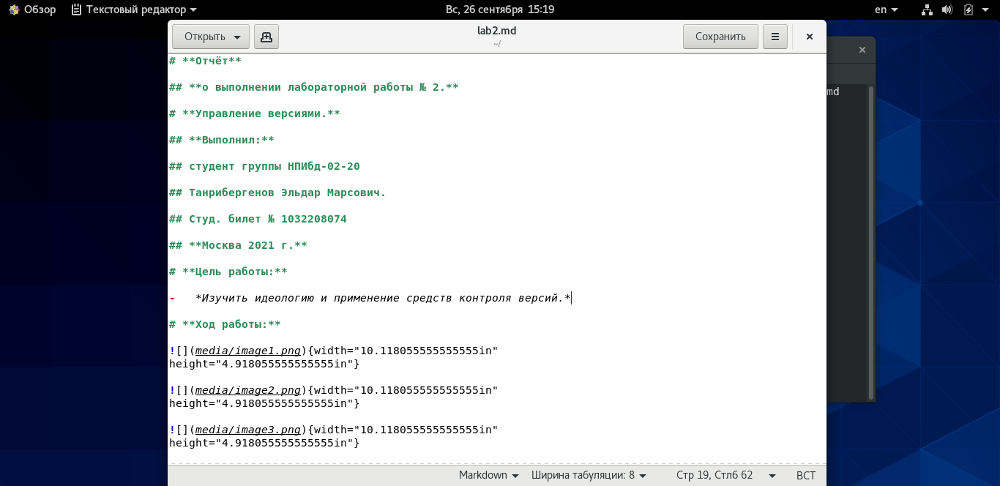 Обзор Текстовый редактор Вс, 26 сентября 15:19 en
Открыть lab2.md Сохранить
~/
# **Отчёт**
## **о выполнении лабораторной работы № 2.**
# **Управление версиями.**
## **Выполнил:**
## студент группы НПИбд-02-20
## Танрибергенов Эльдар Марсович.
## Студ. билет № 1032208074
## **Москва 2021 г.**
# **Цель работы:**
- *Изучить идеологию и применение средств контроля версий.*
# **Ход работы:**
![](media/image1.png){width="10.118055555555555in"
height="4.918055555555555in"}
![](media/image2.png){width="10.118055555555555in"
height="4.918055555555555in"}
![](media/image3.png){width="10.118055555555555in"
height="4.918055555555555in"}
md
Markdown Ширина табуляции: 8 Стр 19, Стлб 62 ВСТ